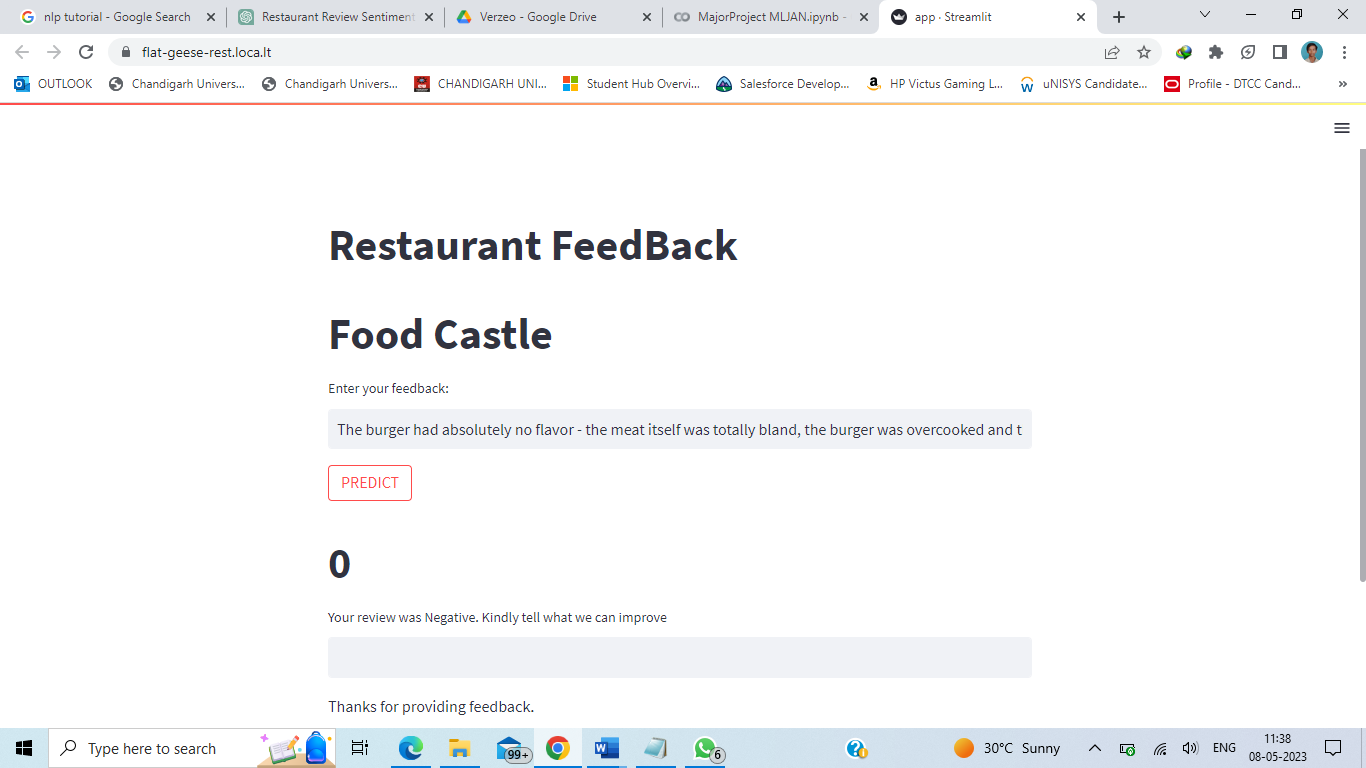 nlp tutorial - Google Search
Restaurant Review Sentiment
Verzeo - Google Drive
MajorProject MLJAN.ipynb -
app · Streamlit
flat-geese-rest.loca.lt
OUTLOOK
Chandigarh Univers...
Chandigarh Univers...
CHANDIGARH UNI...
Student Hub Overvi...
Salesforce Develop...
HP Victus Gaming L...
uNISYS Candidate...
Profile - DTCC Cand...
»
Restaurant FeedBack
Food Castle
Enter your feedback:
The burger had absolutely no flavor - the meat itself was totally bland, the burger was overcooked and t
PREDICT
0
Your review was Negative. Kindly tell what we can improve
Thanks for providing feedback.
Type here to search
99+
6
30°C Sunny
ENG
11:38
08-05-2023